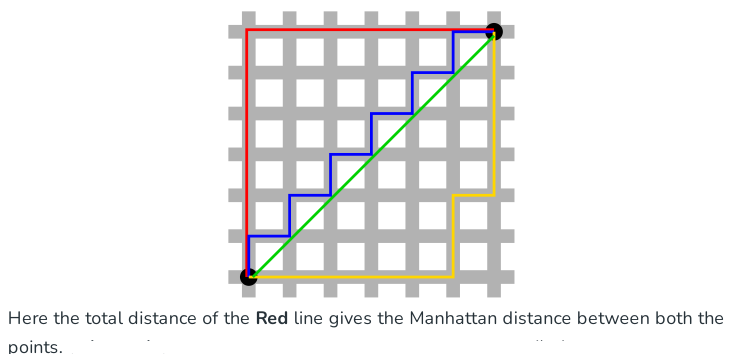 Here the total distance of the Red line gives the Manhattan distance between both the
points.